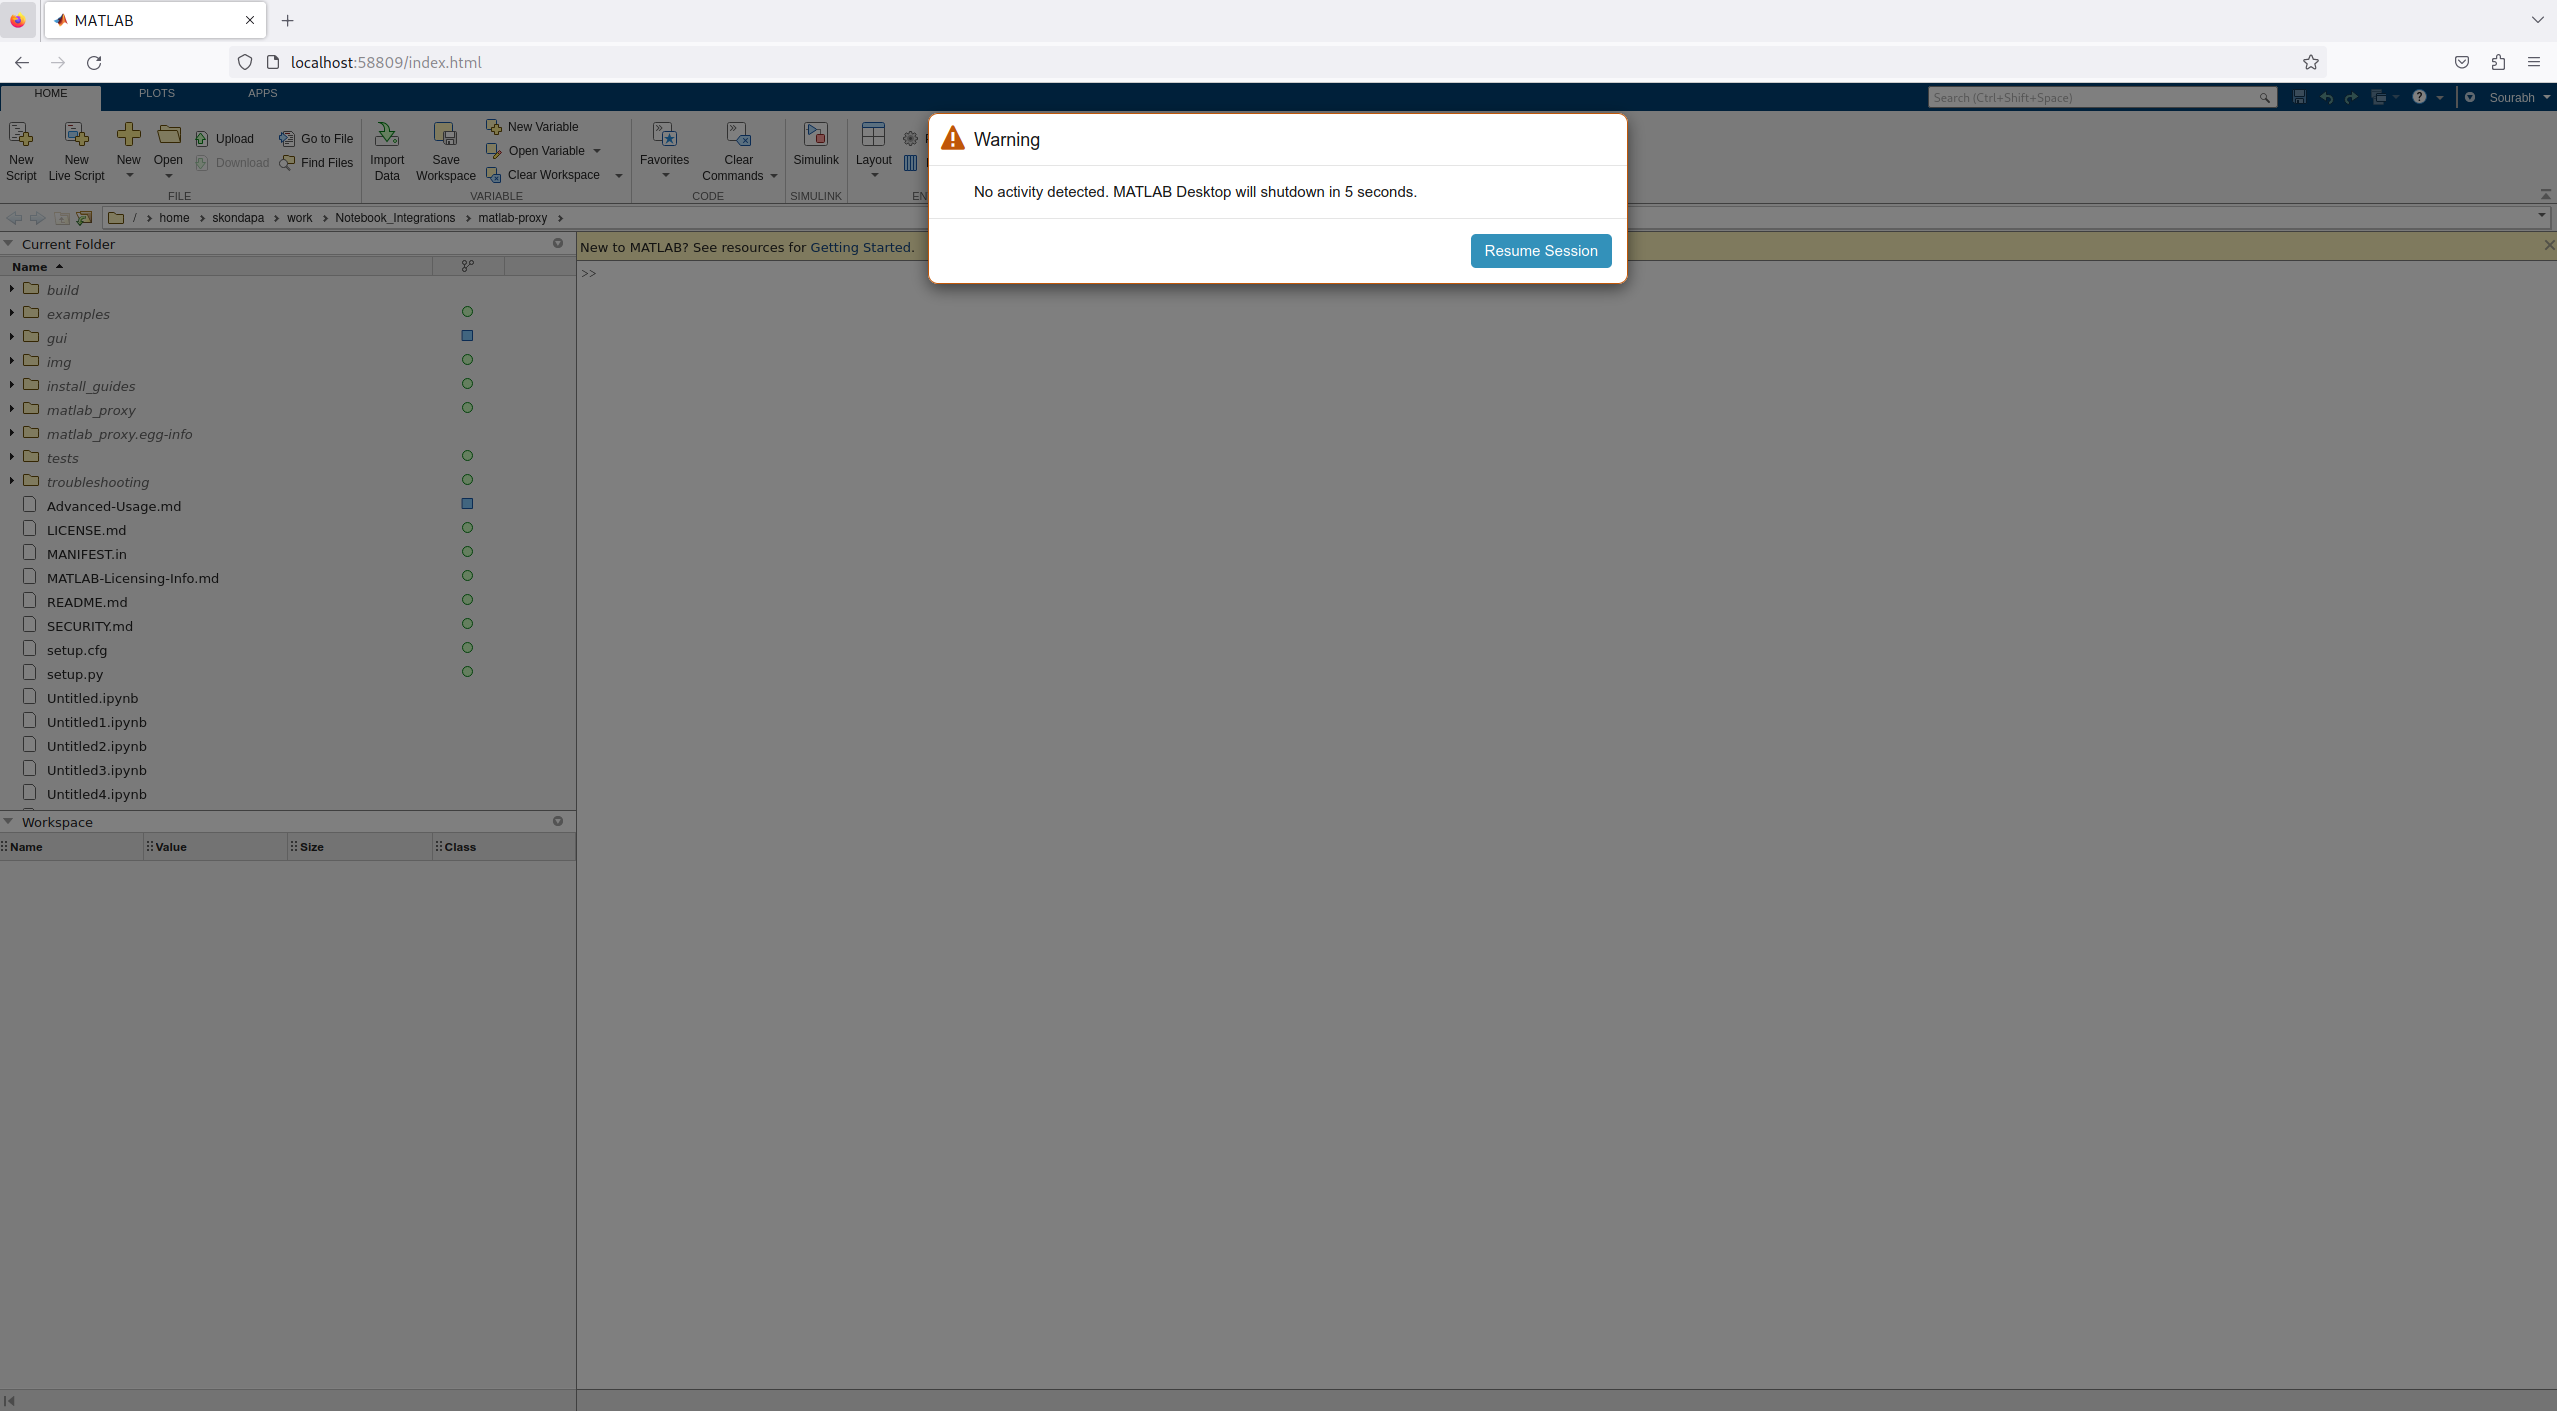 MATLAB
localhost:58809/index.html
HOME PLOTS APPS
Search (Ctrl+Shift+Space)
Sourabh
New Script
New Live Script
New
Open
Upload
Download
Go to File
Find Files
FILE
Import Data
Save Workspace
New Variable
Open Variable
Clear Workspace
VARIABLE
Favorites
Clear Commands
CODE
Simulink
SIMULINK
Layout
Warning
No activity detected. MATLAB Desktop will shutdown in 5 seconds.
Resume Session
/ home skondapa work Notebook_Integrations matlab-proxy
Current Folder
Name
build
examples
gui
img
install_guides
matlab_proxy
matlab_proxy.egg-info
tests
troubleshooting
Advanced-Usage.md
LICENSE.md
MANIFEST.in
MATLAB-Licensing-Info.md
README.md
SECURITY.md
setup.cfg
setup.py
Untitled.ipynb
Untitled1.ipynb
Untitled2.ipynb
Untitled3.ipynb
Untitled4.ipynb
New to MATLAB? See resources for Getting Started.
>>
Workspace
Name Value Size Class